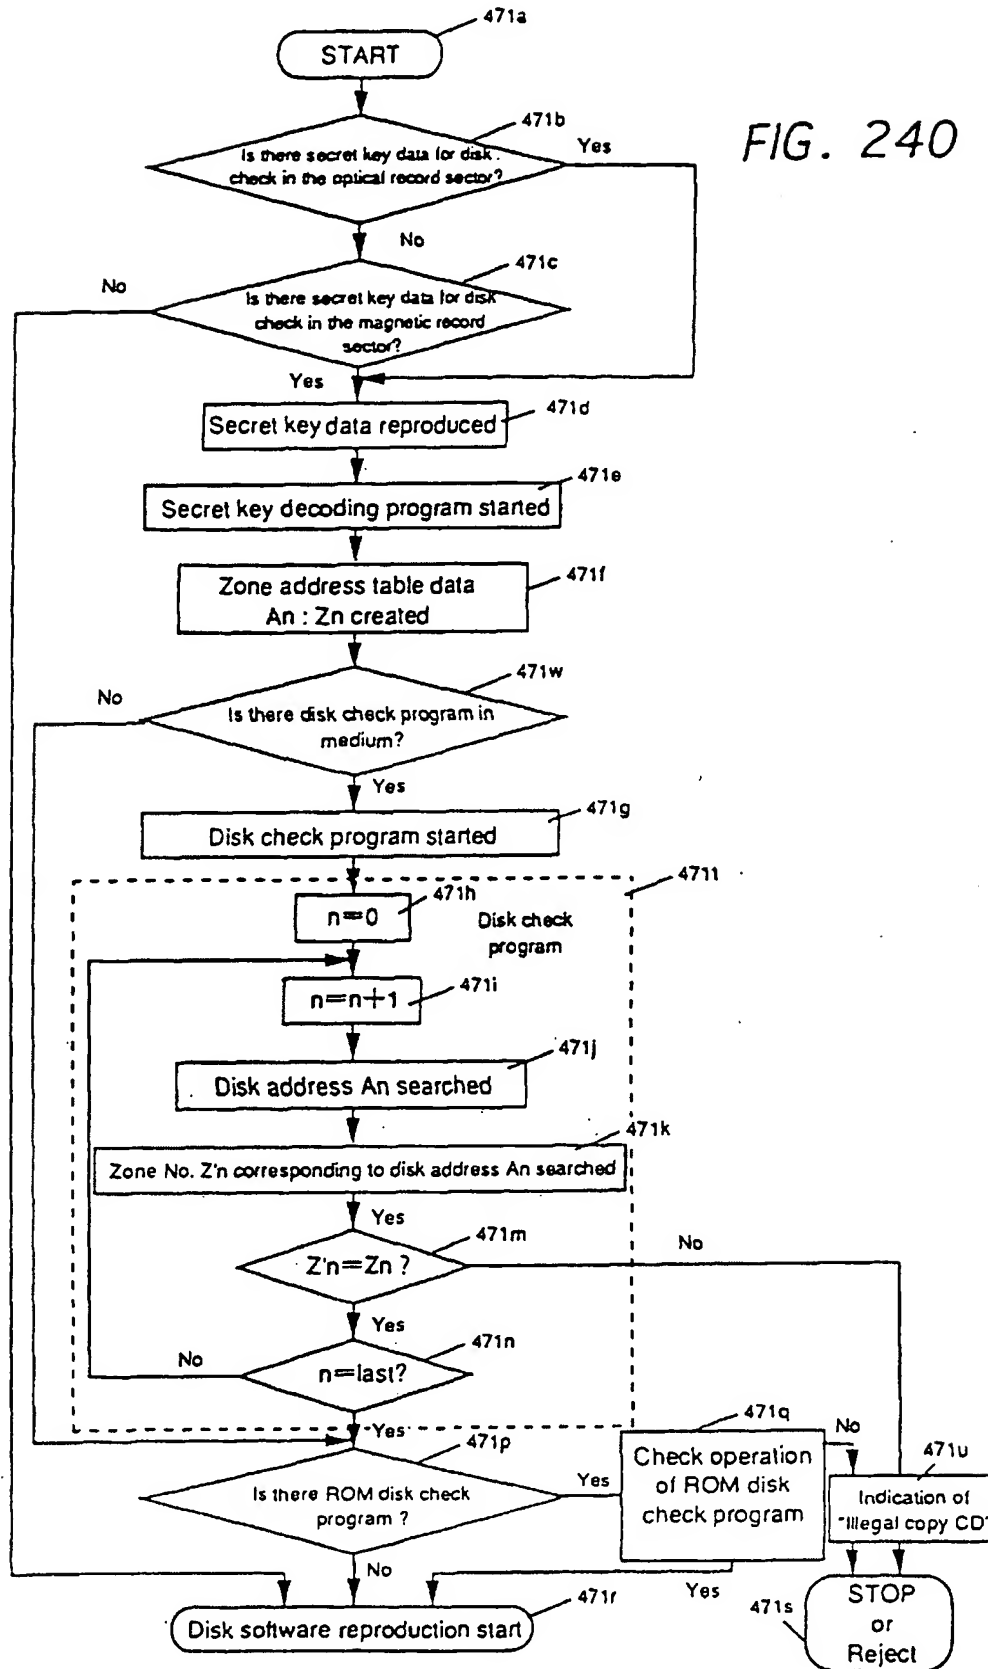 471a
START
FIG. 240
471b
Is there secret key data for disk
check in the optical record sector?
Yes
No
471c
No
Is there secret key data for disk
check in the magnetic record
sector?
Yes
471d
Secret key data reproduced
471e
Secret key decoding program started
471f
Zone address table data
An : Zn created
471w
No
Is there disk check program in
medium?
Yes
471g
Disk check program started
471t
471h
n=0
Disk check
program
471i
n=n+1
471j
Disk address An searched
471k
Zone No. Z'n corresponding to disk address An searched
Yes
471m
No
Z'n=Zn ?
Yes
471n
No
n=last?
Yes
471p
471q
No
471u
Is there ROM disk check
program ?
Yes
Check operation
of ROM disk
check program
Indication of
"Illegal copy CD"
No
Yes
471r
Disk software reproduction start
471s
STOP
or
Reject